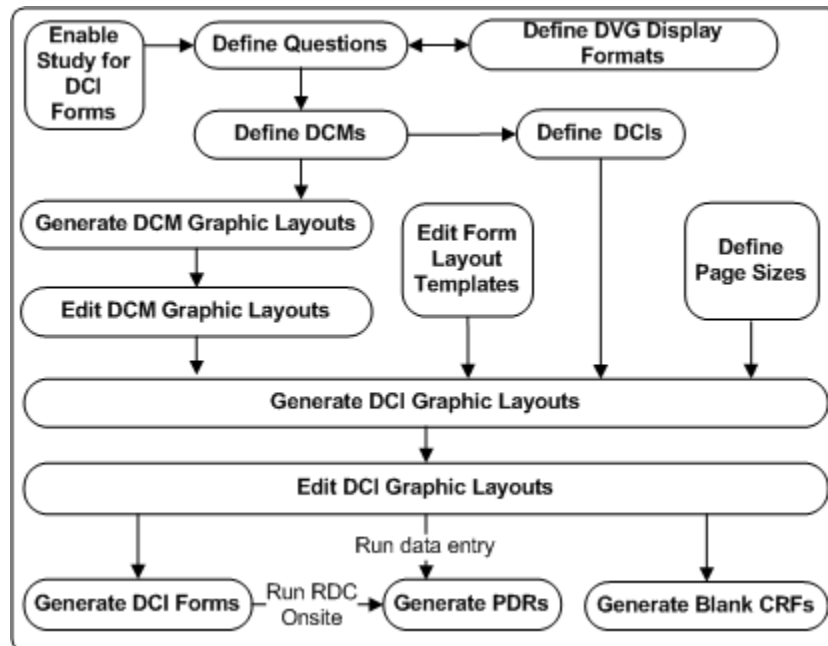 Enable
Study for
DCI
Forms
Define Questions
Define DVG Display
Formats
Define DCMs
Define DCIs
Generate DCM Graphic Layouts
Edit Form
Layout
Templates
Define
Page Sizes
Edit DCM Graphic Layouts
Generate DCI Graphic Layouts
Edit DCI Graphic Layouts
Run data entry
Generate DCI Forms
Run RDC
Onsite
Generate PDRs
Generate Blank CRFs